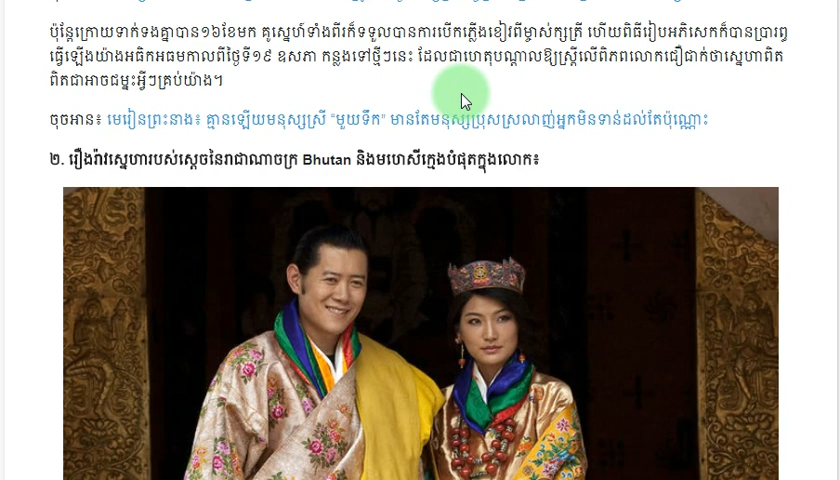 ប៉ុន្តែក្រោយទាក់ទងគ្នាបាន១៦ខែមក គូស្នេហ៍ទាំងពីរក៏ទទួលបានការបើកភ្លើងខៀវពីម្ចាស់ក្សត្រី ហើយពិធីរៀបអភិសេកក៏បានប្រារព្ធ
ធ្វើឡើងយ៉ាងអធិកអធមកាលពីថ្ងៃទី១៩ ឧសភា កន្លងទៅថ្មីៗនេះ ដែលជាហេតុបណ្តាលឱ្យស្ត្រីលើពិភពលោកជឿជាក់ថាស្នេហាពិត
ពិតជាអាចជម្នះអ្វីៗគ្រប់យ៉ាង។
ចុចអាន៖ មេរៀនព្រះនាង៖ គ្មានឡើយមនុស្សស្រី “មួយទឹក” មានតែមនុស្សប្រុសស្រលាញ់អ្នកមិនទាន់ដល់តែប៉ុណ្ណោះ
២. រឿងរ៉ាវស្នេហារបស់ស្តេចនៃរាជាណាចក្រ Bhutan និងមហេសីក្មេងបំផុតក្នុងលោក៖